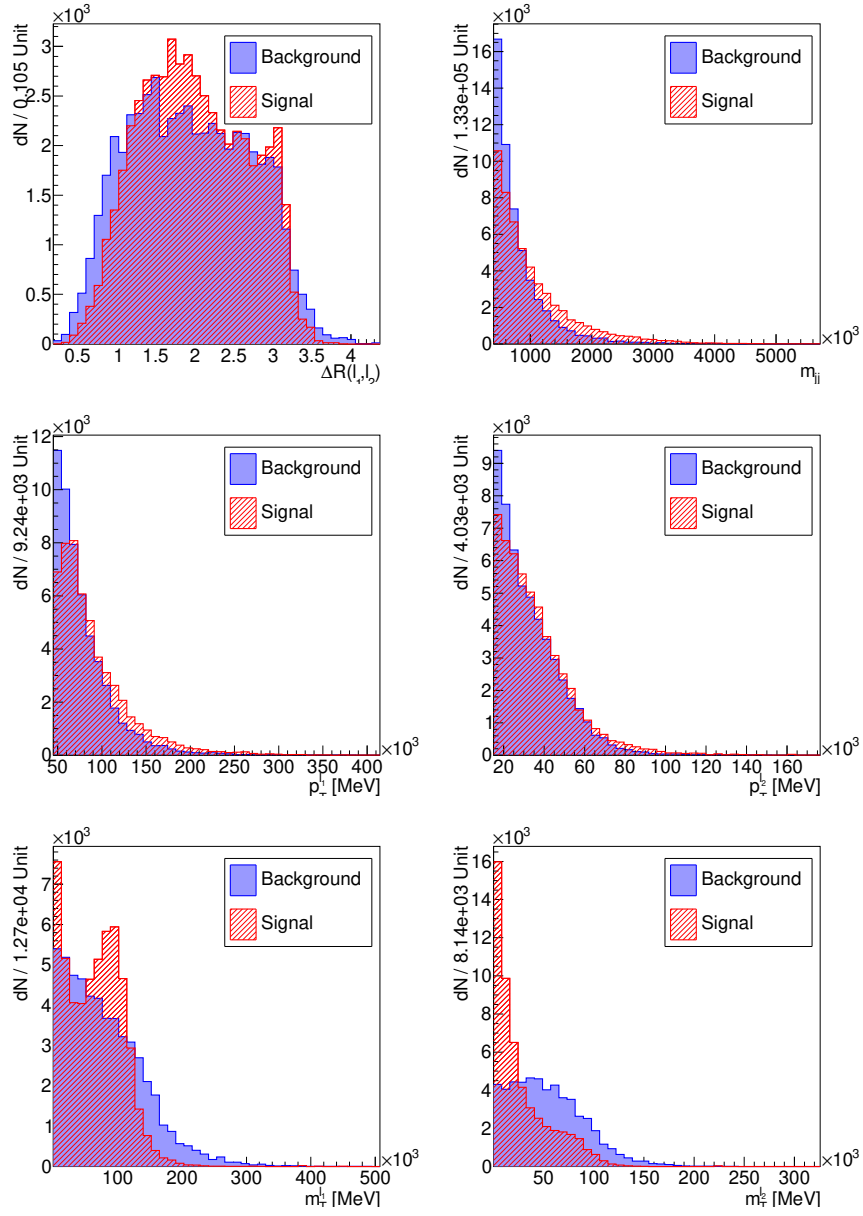 ×10³
dN / 0.105 Unit
3
2.5
2
1.5
1
0.5
0
Background
Signal
0.5 1 1.5 2 2.5 3 3.5 4
ΔR(l₁,l₂)
×10³
dN / 1.33e+05 Unit
16
14
12
10
8
6
4
2
0
Background
Signal
1000 2000 3000 4000 5000
×10³
m_jj
×10³
dN / 9.24e+03 Unit
12
10
8
6
4
2
0
Background
Signal
50 100 150 200 250 300 350 400
×10³
p_T^l₁ [MeV]
×10³
dN / 4.03e+03 Unit
9
8
7
6
5
4
3
2
1
0
Background
Signal
20 40 60 80 100 120 140 160
×10³
p_T^l₂ [MeV]
×10³
dN / 1.27e+04 Unit
7
6
5
4
3
2
1
0
Background
Signal
100 200 300 400 500
×10³
m_T^l₁ [MeV]
×10³
dN / 8.14e+03 Unit
16
14
12
10
8
6
4
2
0
Background
Signal
50 100 150 200 250 300
×10³
m_T^l₂ [MeV]